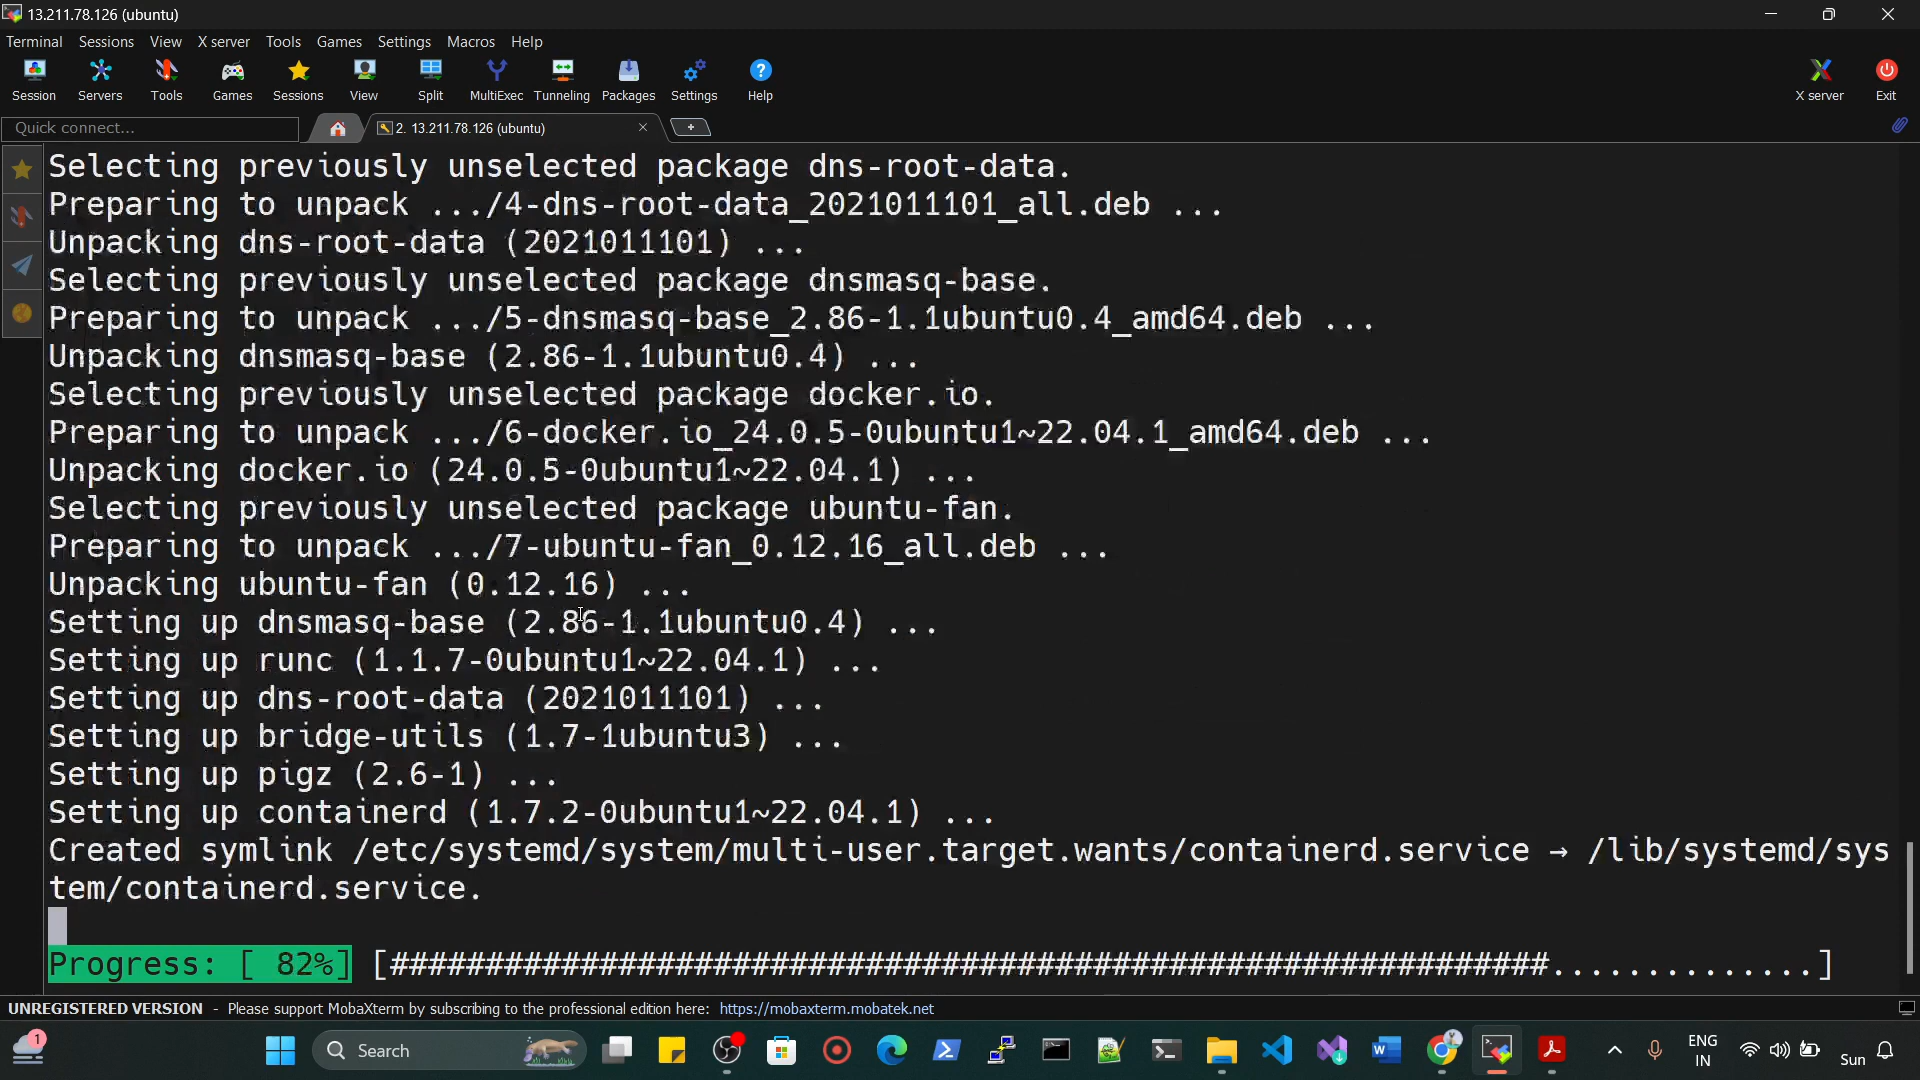 13.211.78.126 (ubuntu)
Terminal Sessions View X server Tools Games Settings Macros Help
Session Servers Tools Games Sessions View Split MultiExec Tunneling Packages Settings Help X server Exit
Quick connect... 2. 13.211.78.126 (ubuntu)
Selecting previously unselected package dns-root-data.
Preparing to unpack .../4-dns-root-data_2021011101_all.deb ...
Unpacking dns-root-data (2021011101) ...
Selecting previously unselected package dnsmasq-base.
Preparing to unpack .../5-dnsmasq-base_2.86-1.1ubuntu0.4_amd64.deb ...
Unpacking dnsmasq-base (2.86-1.1ubuntu0.4) ...
Selecting previously unselected package docker.io.
Preparing to unpack .../6-docker.io_24.0.5-0ubuntu1~22.04.1_amd64.deb ...
Unpacking docker.io (24.0.5-0ubuntu1~22.04.1) ...
Selecting previously unselected package ubuntu-fan.
Preparing to unpack .../7-ubuntu-fan_0.12.16_all.deb ...
Unpacking ubuntu-fan (0.12.16) ...
Setting up dnsmasq-base (2.86-1.1ubuntu0.4) ...
Setting up runc (1.1.7-0ubuntu1~22.04.1) ...
Setting up dns-root-data (2021011101) ...
Setting up bridge-utils (1.7-1ubuntu3) ...
Setting up pigz (2.6-1) ...
Setting up containerd (1.7.2-0ubuntu1~22.04.1) ...
Created symlink /etc/systemd/system/multi-user.target.wants/containerd.service → /lib/systemd/sys
tem/containerd.service.
Progress: [ 82%] [#############################################################..............]
UNREGISTERED VERSION - Please support MobaXterm by subscribing to the professional edition here: https://mobaxterm.mobatek.net
1 Search ENG
IN Sun